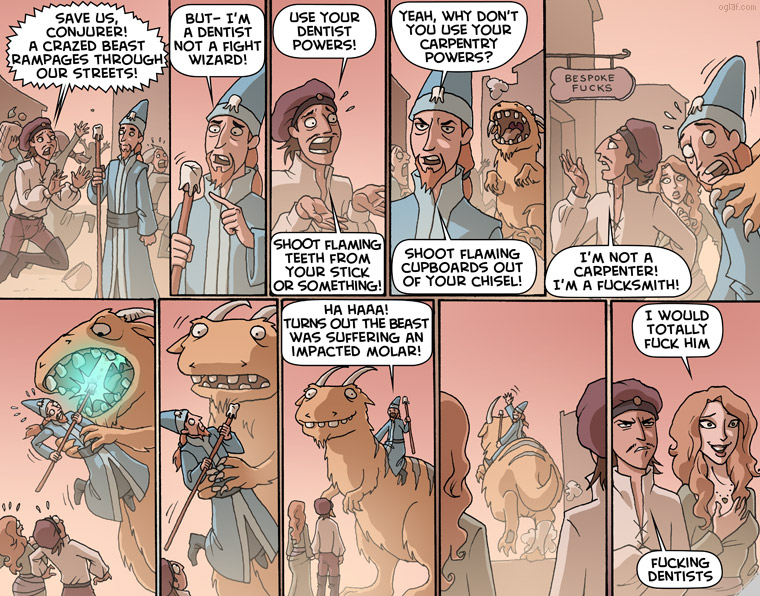 oglaf.com
SAVE US,
CONJURER!
A CRAZED BEAST
RAMPAGES THROUGH
OUR STREETS!
BUT- I'M
A DENTIST
NOT A FIGHT
WIZARD!
USE YOUR
DENTIST
POWERS!
SHOOT FLAMING
TEETH FROM
YOUR STICK
OR SOMETHING!
YEAH, WHY DON'T
YOU USE YOUR
CARPENTRY
POWERS?
SHOOT FLAMING
CUPBOARDS OUT
OF YOUR CHISEL!
BESPOKE
FUCKS
I'M NOT A
CARPENTER!
I'M A FUCKSMITH!
HA HAAA!
TURNS OUT THE BEAST
WAS SUFFERING AN
IMPACTED MOLAR!
I WOULD
TOTALLY
FUCK HIM
FUCKING
DENTISTS